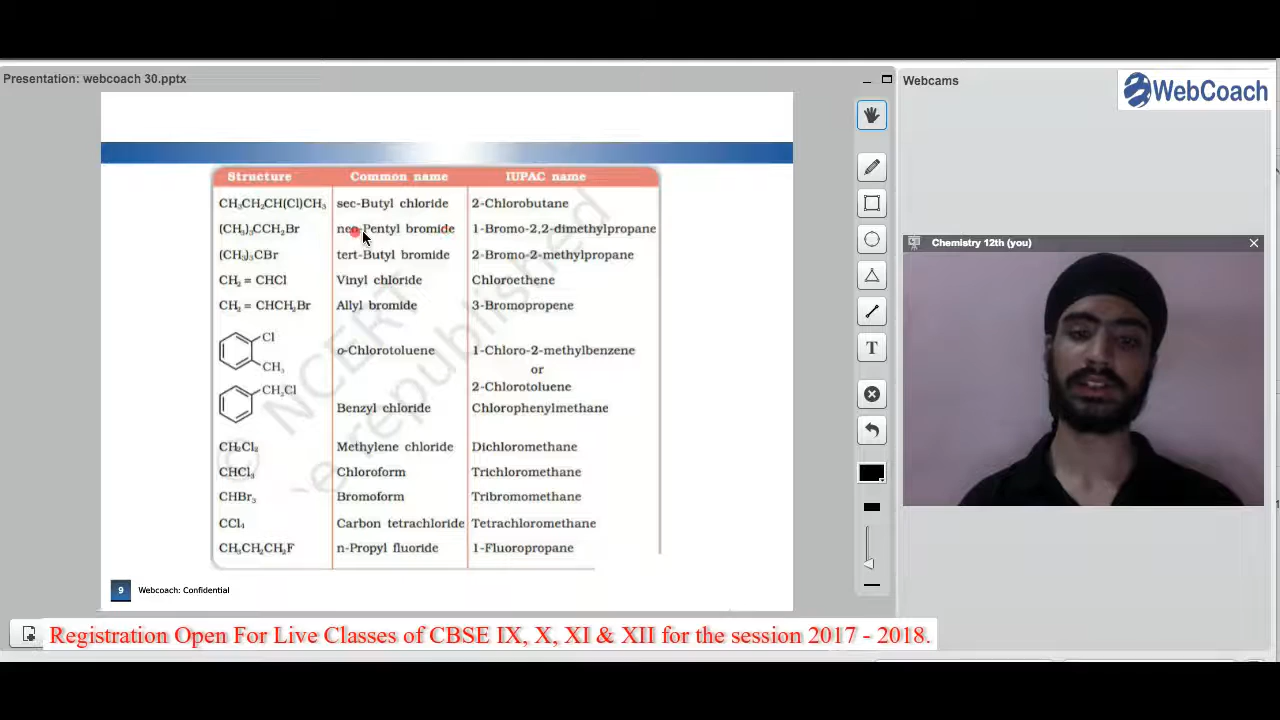 Presentation: webcoach 30.pptx
Webcams
WebCoach
Chemistry 12th (you)
Structure Common name IUPAC name
CH₃CH₂CH(Cl)CH₃ sec-Butyl chloride 2-Chlorobutane
(CH₃)₃CCH₂Br neo-Pentyl bromide 1-Bromo-2,2-dimethylpropane
(CH₃)₃CBr tert-Butyl bromide 2-Bromo-2-methylpropane
CH₂ = CHCl Vinyl chloride Chloroethene
CH₂ = CHCH₂Br Allyl bromide 3-Bromopropene
Cl
CH₃
o-Chlorotoluene 1-Chloro-2-methylbenzene
or
2-Chlorotoluene
CH₂Cl
Benzyl chloride Chlorophenylmethane
CH₂Cl₂ Methylene chloride Dichloromethane
CHCl₃ Chloroform Trichloromethane
CHBr₃ Bromoform Tribromomethane
CCl₄ Carbon tetrachloride Tetrachloromethane
CH₃CH₂CH₂F n-Propyl fluoride 1-Fluoropropane
© NCERT
be republished
T
9 Webcoach: Confidential
Registration Open For Live Classes of CBSE IX, X, XI & XII for the session 2017 - 2018.